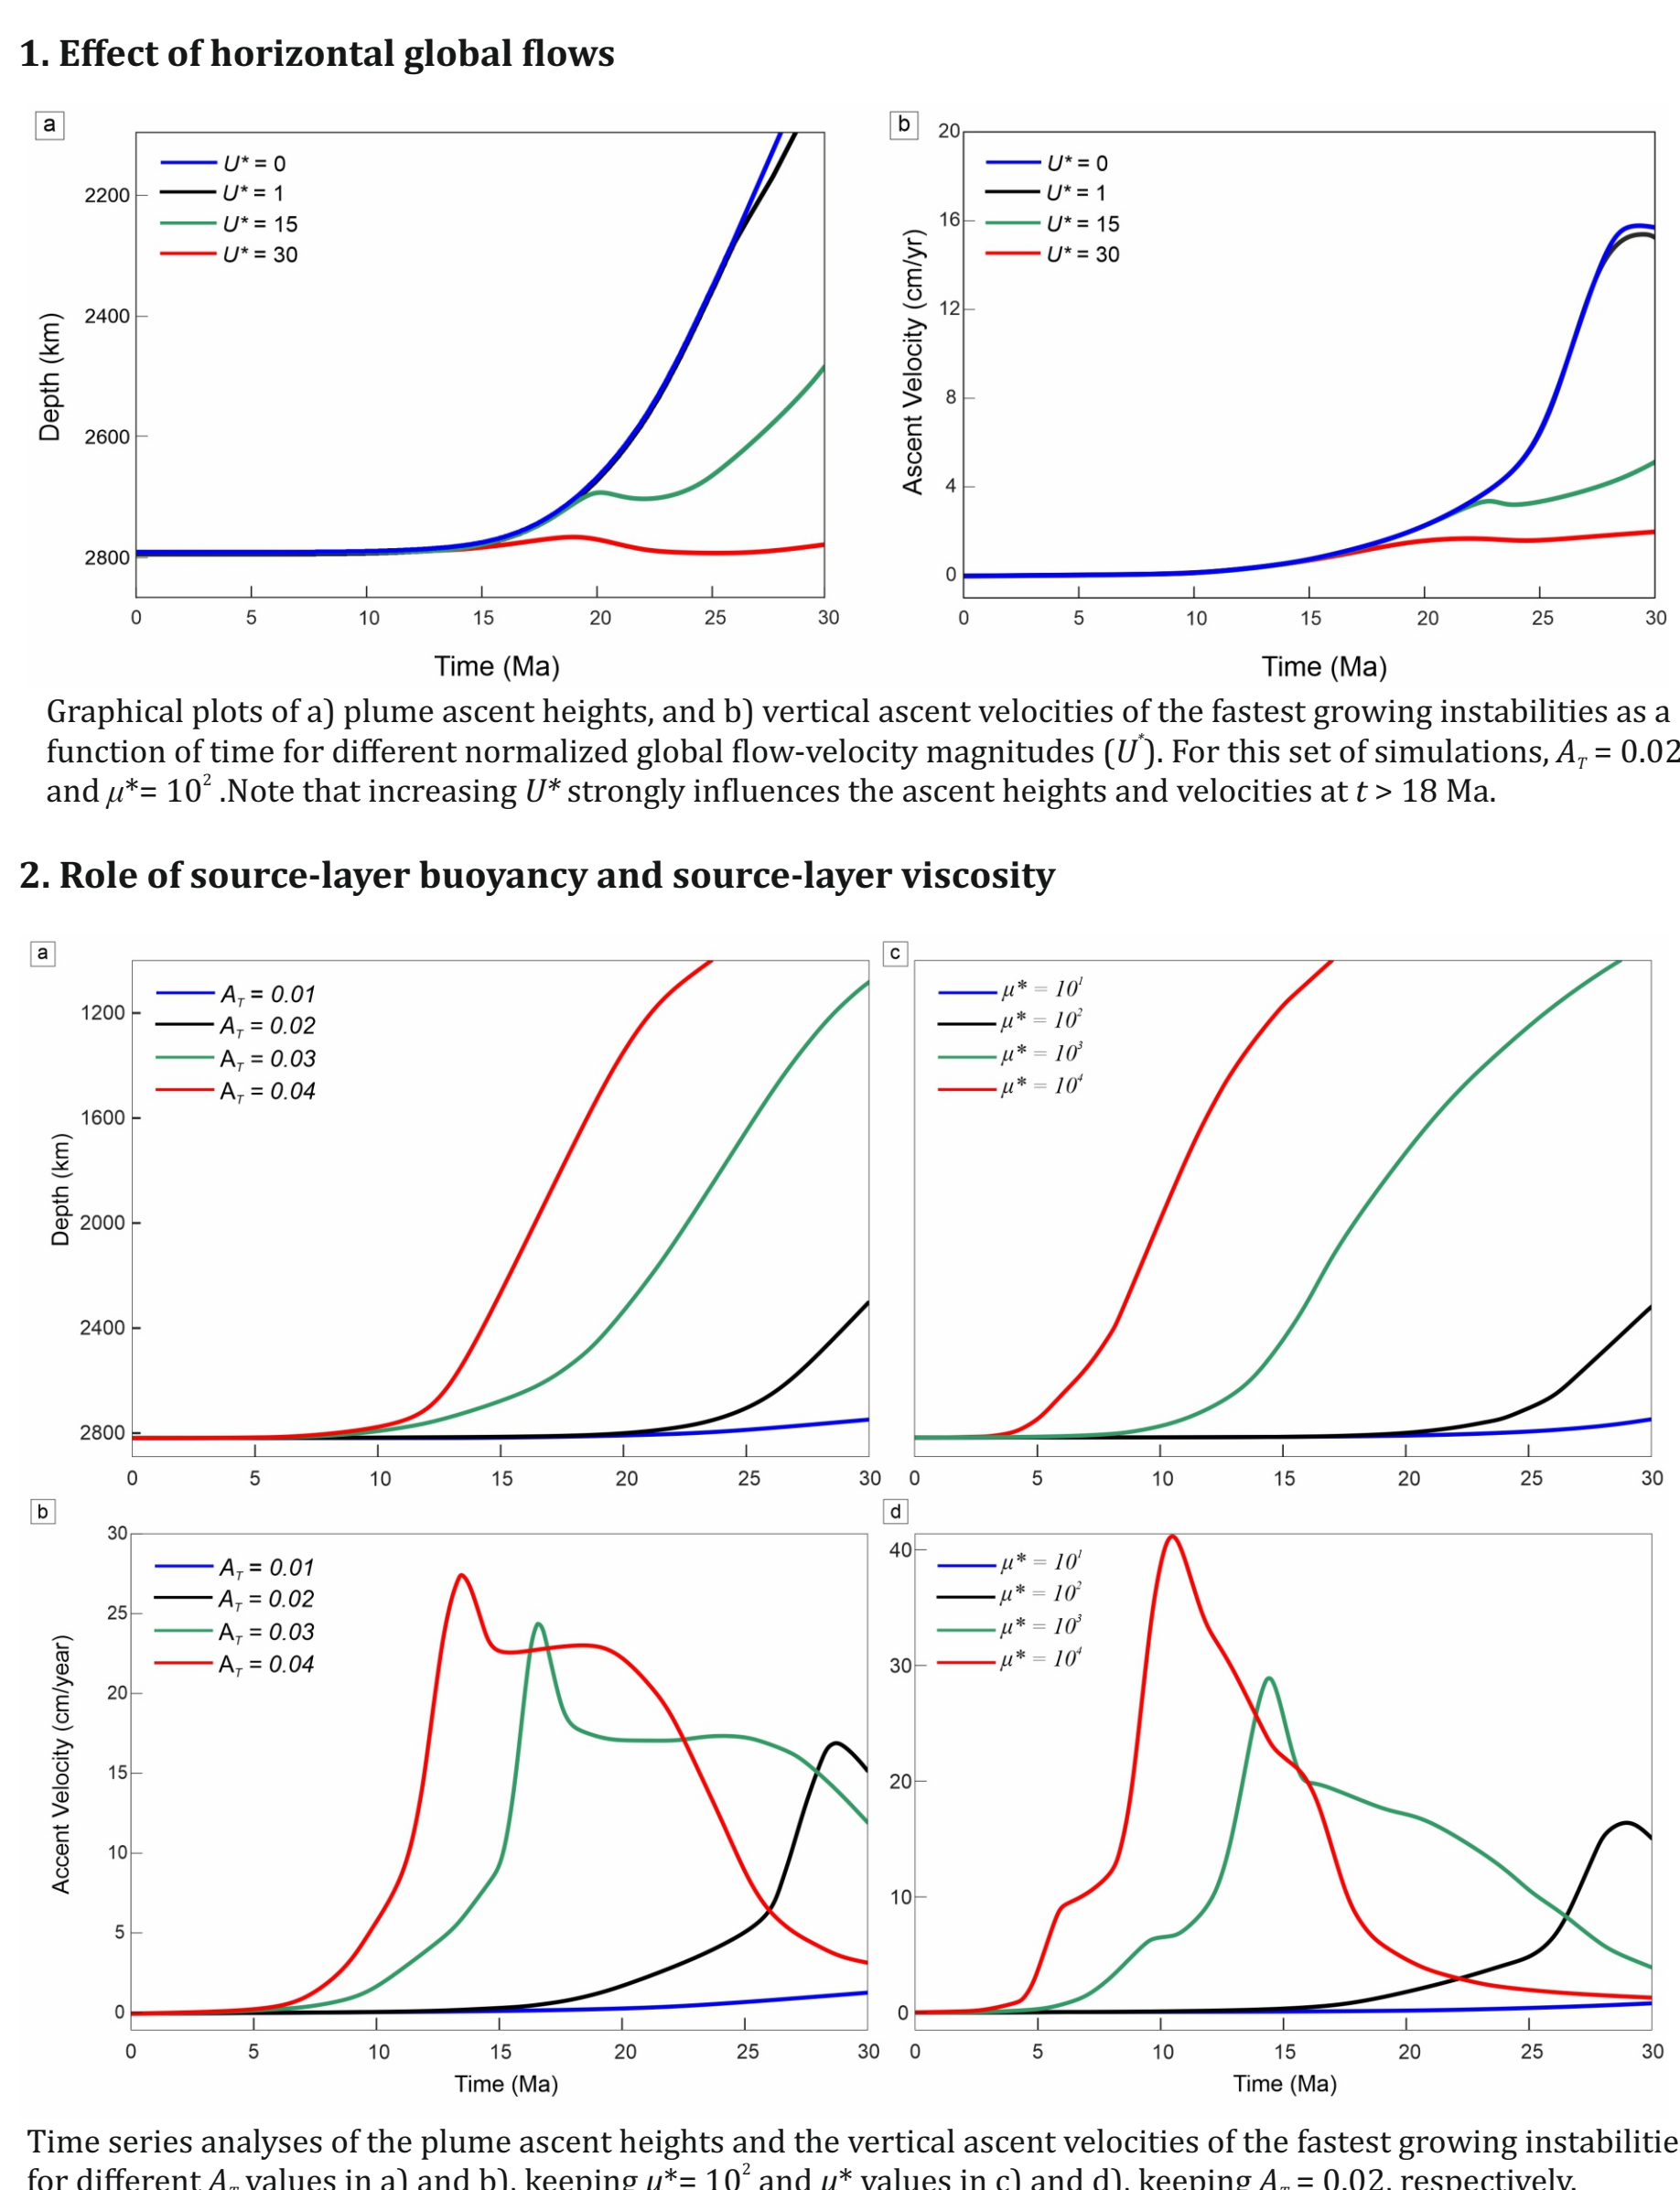 1. Effect of horizontal global flows
a
U* = 0
U* = 1
U* = 15
U* = 30
2200
2400
2600
2800
Depth (km)
0 5 10 15 20 25 30
Time (Ma)
b
20
16
12
8
4
0
U* = 0
U* = 1
U* = 15
U* = 30
Ascent Velocity (cm/yr)
0 5 10 15 20 25 30
Time (Ma)
Graphical plots of a) plume ascent heights, and b) vertical ascent velocities of the fastest growing instabilities as a
function of time for different normalized global flow-velocity magnitudes (U*). For this set of simulations, A_T = 0.02
and μ*= 10² .Note that increasing U* strongly influences the ascent heights and velocities at t > 18 Ma.
2. Role of source-layer buoyancy and source-layer viscosity
a
A_T = 0.01
A_T = 0.02
A_T = 0.03
A_T = 0.04
1200
1600
2000
2400
2800
Depth (km)
0 5 10 15 20 25 30
c
μ* = 10¹
μ* = 10²
μ* = 10³
μ* = 10⁴
0 5 10 15 20 25 30
b
30
25
20
15
10
5
0
A_T = 0.01
A_T = 0.02
A_T = 0.03
A_T = 0.04
Accent Velocity (cm/year)
0 5 10 15 20 25 30
Time (Ma)
d
40
30
20
10
0
μ* = 10¹
μ* = 10²
μ* = 10³
μ* = 10⁴
0 5 10 15 20 25 30
Time (Ma)
Time series analyses of the plume ascent heights and the vertical ascent velocities of the fastest growing instabilitie
for different A_T values in a) and b), keeping μ*= 10² and μ* values in c) and d), keeping A_T = 0.02, respectively.